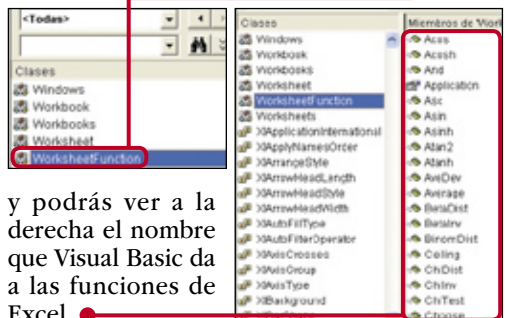 <Todas>
Clases
Windows
Workbook
Workbooks
Worksheet
WorksheetFunction
y podrás ver a la
derecha el nombre
que Visual Basic da
a las funciones de
Excel
Clases
Windows
Workbook
Workbooks
Worksheet
WorksheetFunction
Worksheets
XlApplicationInternational
XlApplyNamesOrder
XlArrangeStyle
XlArrowHeadLength
XlArrowHeadStyle
XlArrowHeadWidth
XlAutoFillType
XlAutoFilterOperator
XlAxisCrosses
XlAxisGroup
XlAxisType
XlBackground
Miembros de 'Work
Acos
Acosh
And
Application
Asc
Asin
Asinh
Atan2
Atanh
AveDev
Average
BetaDist
BetaInv
BinomDist
Ceiling
ChiDist
ChiInv
ChiTest
Choose